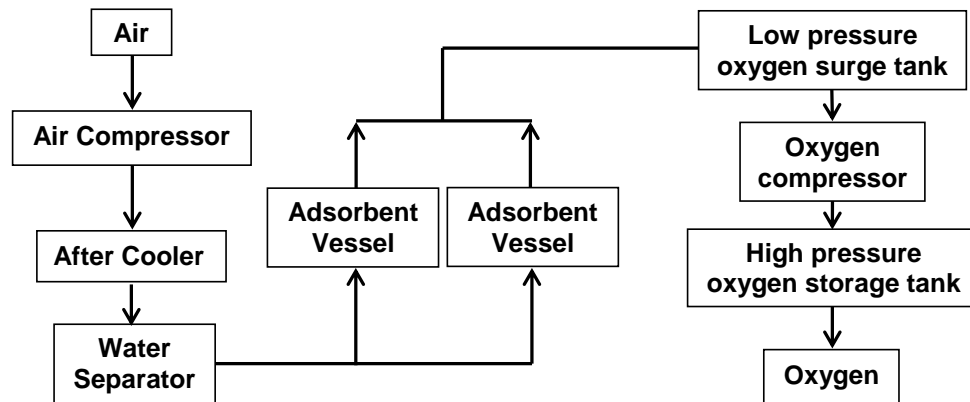 Air
Air Compressor
After Cooler
Water
Separator
Adsorbent
Vessel
Adsorbent
Vessel
Low pressure
oxygen surge tank
Oxygen
compressor
High pressure
oxygen storage tank
Oxygen